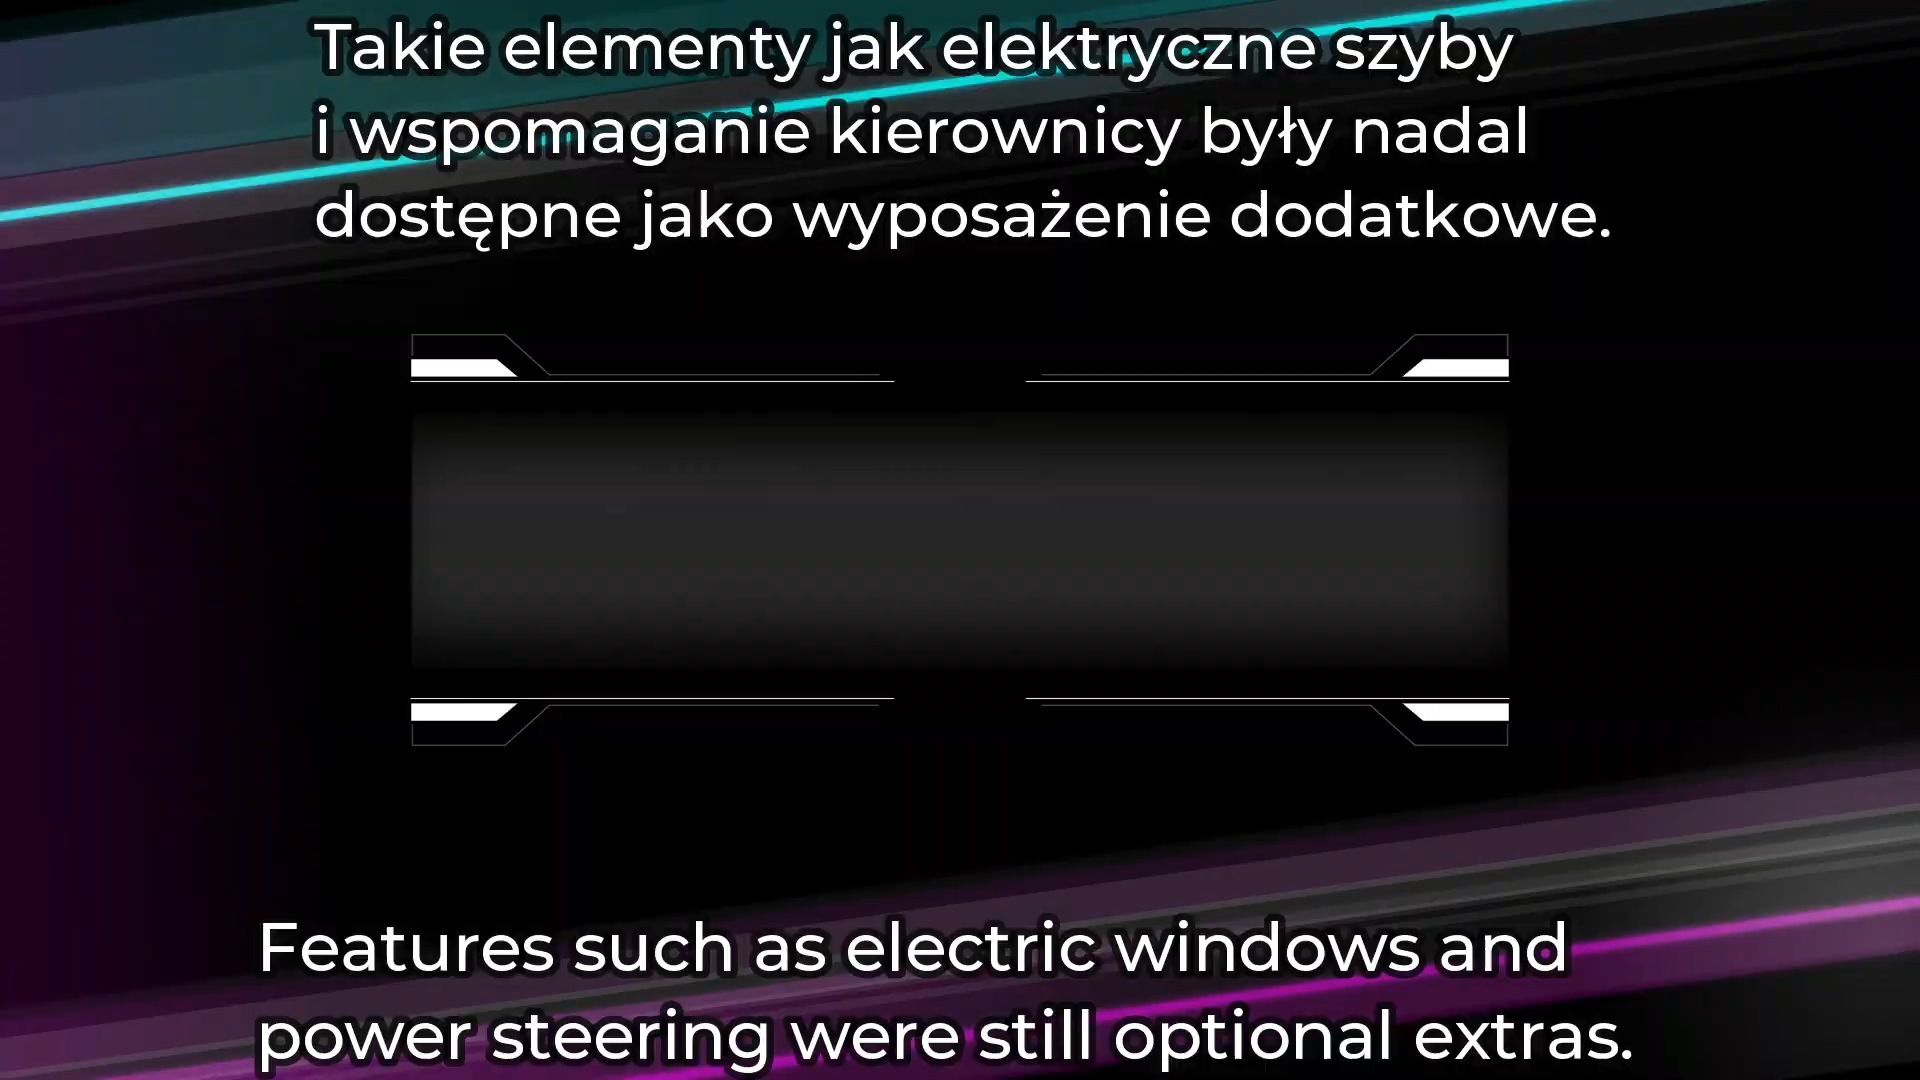 Takie elementy jak elektryczne szyby
i wspomaganie kierownicy były nadal
dostępne jako wyposażenie dodatkowe.
Features such as electric windows and
power steering were still optional extras.